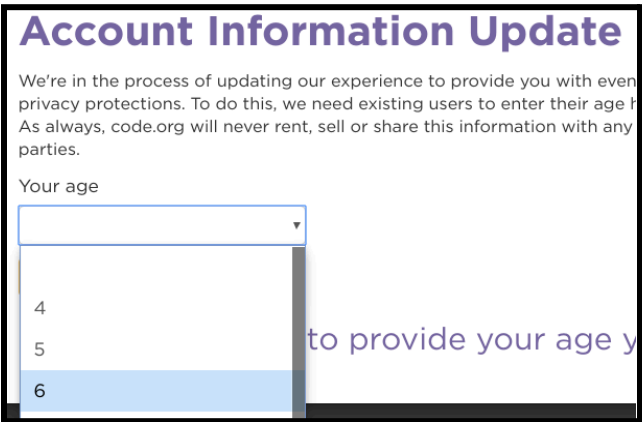 Account Information Update
We're in the process of updating our experience to provide you with even
privacy protections. To do this, we need existing users to enter their age
As always, code.org will never rent, sell or share this information with any
parties.
Your age
4
5
to provide your age y
6